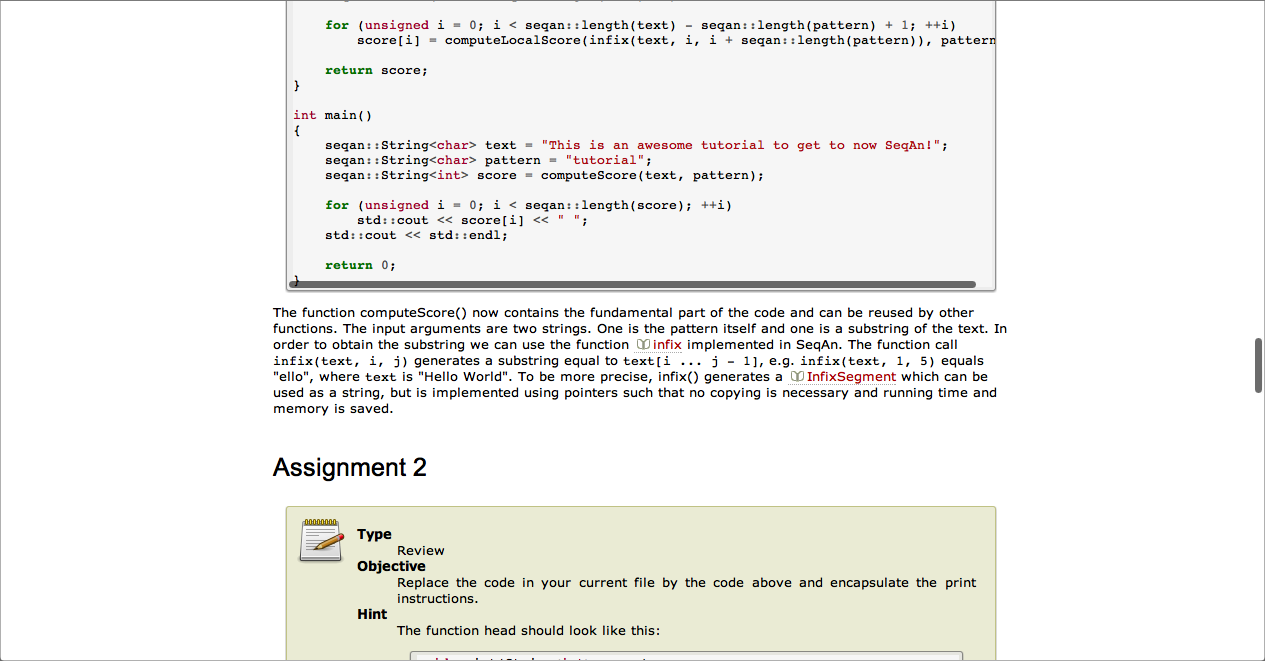 for (unsigned i = 0; i < seqan::length(text) - seqan::length(pattern) + 1; ++i)
score[i] = computeLocalScore(infix(text, i, i + seqan::length(pattern)), pattern
return score;
}
int main()
{
seqan::String<char> text = "This is an awesome tutorial to get to now SeqAn!";
seqan::String<char> pattern = "tutorial";
seqan::String<int> score = computeScore(text, pattern);
for (unsigned i = 0; i < seqan::length(score); ++i)
std::cout << score[i] << " ";
std::cout << std::endl;
return 0;
}
The function computeScore() now contains the fundamental part of the code and can be reused by other
functions. The input arguments are two strings. One is the pattern itself and one is a substring of the text. In
order to obtain the substring we can use the function infix implemented in SeqAn. The function call
infix(text, i, j) generates a substring equal to text[i ... j - 1], e.g. infix(text, 1, 5) equals
"ello", where text is "Hello World". To be more precise, infix() generates a InfixSegment which can be
used as a string, but is implemented using pointers such that no copying is necessary and running time and
memory is saved.
Assignment 2
Type
Review
Objective
Replace the code in your current file by the code above and encapsulate the print
instructions.
Hint
The function head should look like this: